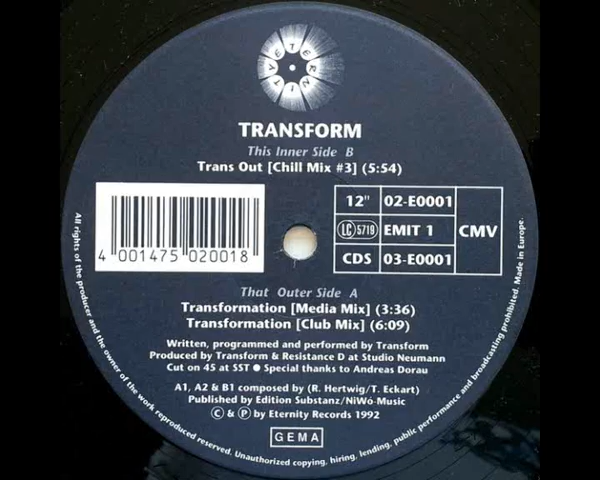 ETERNITY
TRANSFORM
This Inner Side B
Trans Out [Chill Mix #3] (5:54)
12" 02-E0001
LC 5719 EMIT 1 CMV
CDS 03-E0001
4 001475 020018
That Outer Side A
Transformation [Media Mix] (3:36)
Transformation [Club Mix] (6:09)
Written, programmed and performed by Transform
Produced by Transform & Resistance D at Studio Neumann
Cut on 45 at SST ● Special thanks to Andreas Dorau
A1, A2 & B1 composed by (R. Hertwig/T. Eckart)
Published by Edition Substanz/NiWó-Music
Ⓒ & Ⓟ by Eternity Records 1992
GEMA
All rights of the producer and the owner of the work reproduced reserved. Unauthorized copying, hiring, lending, public performance and broadcasting prohibited. Made in Europe.